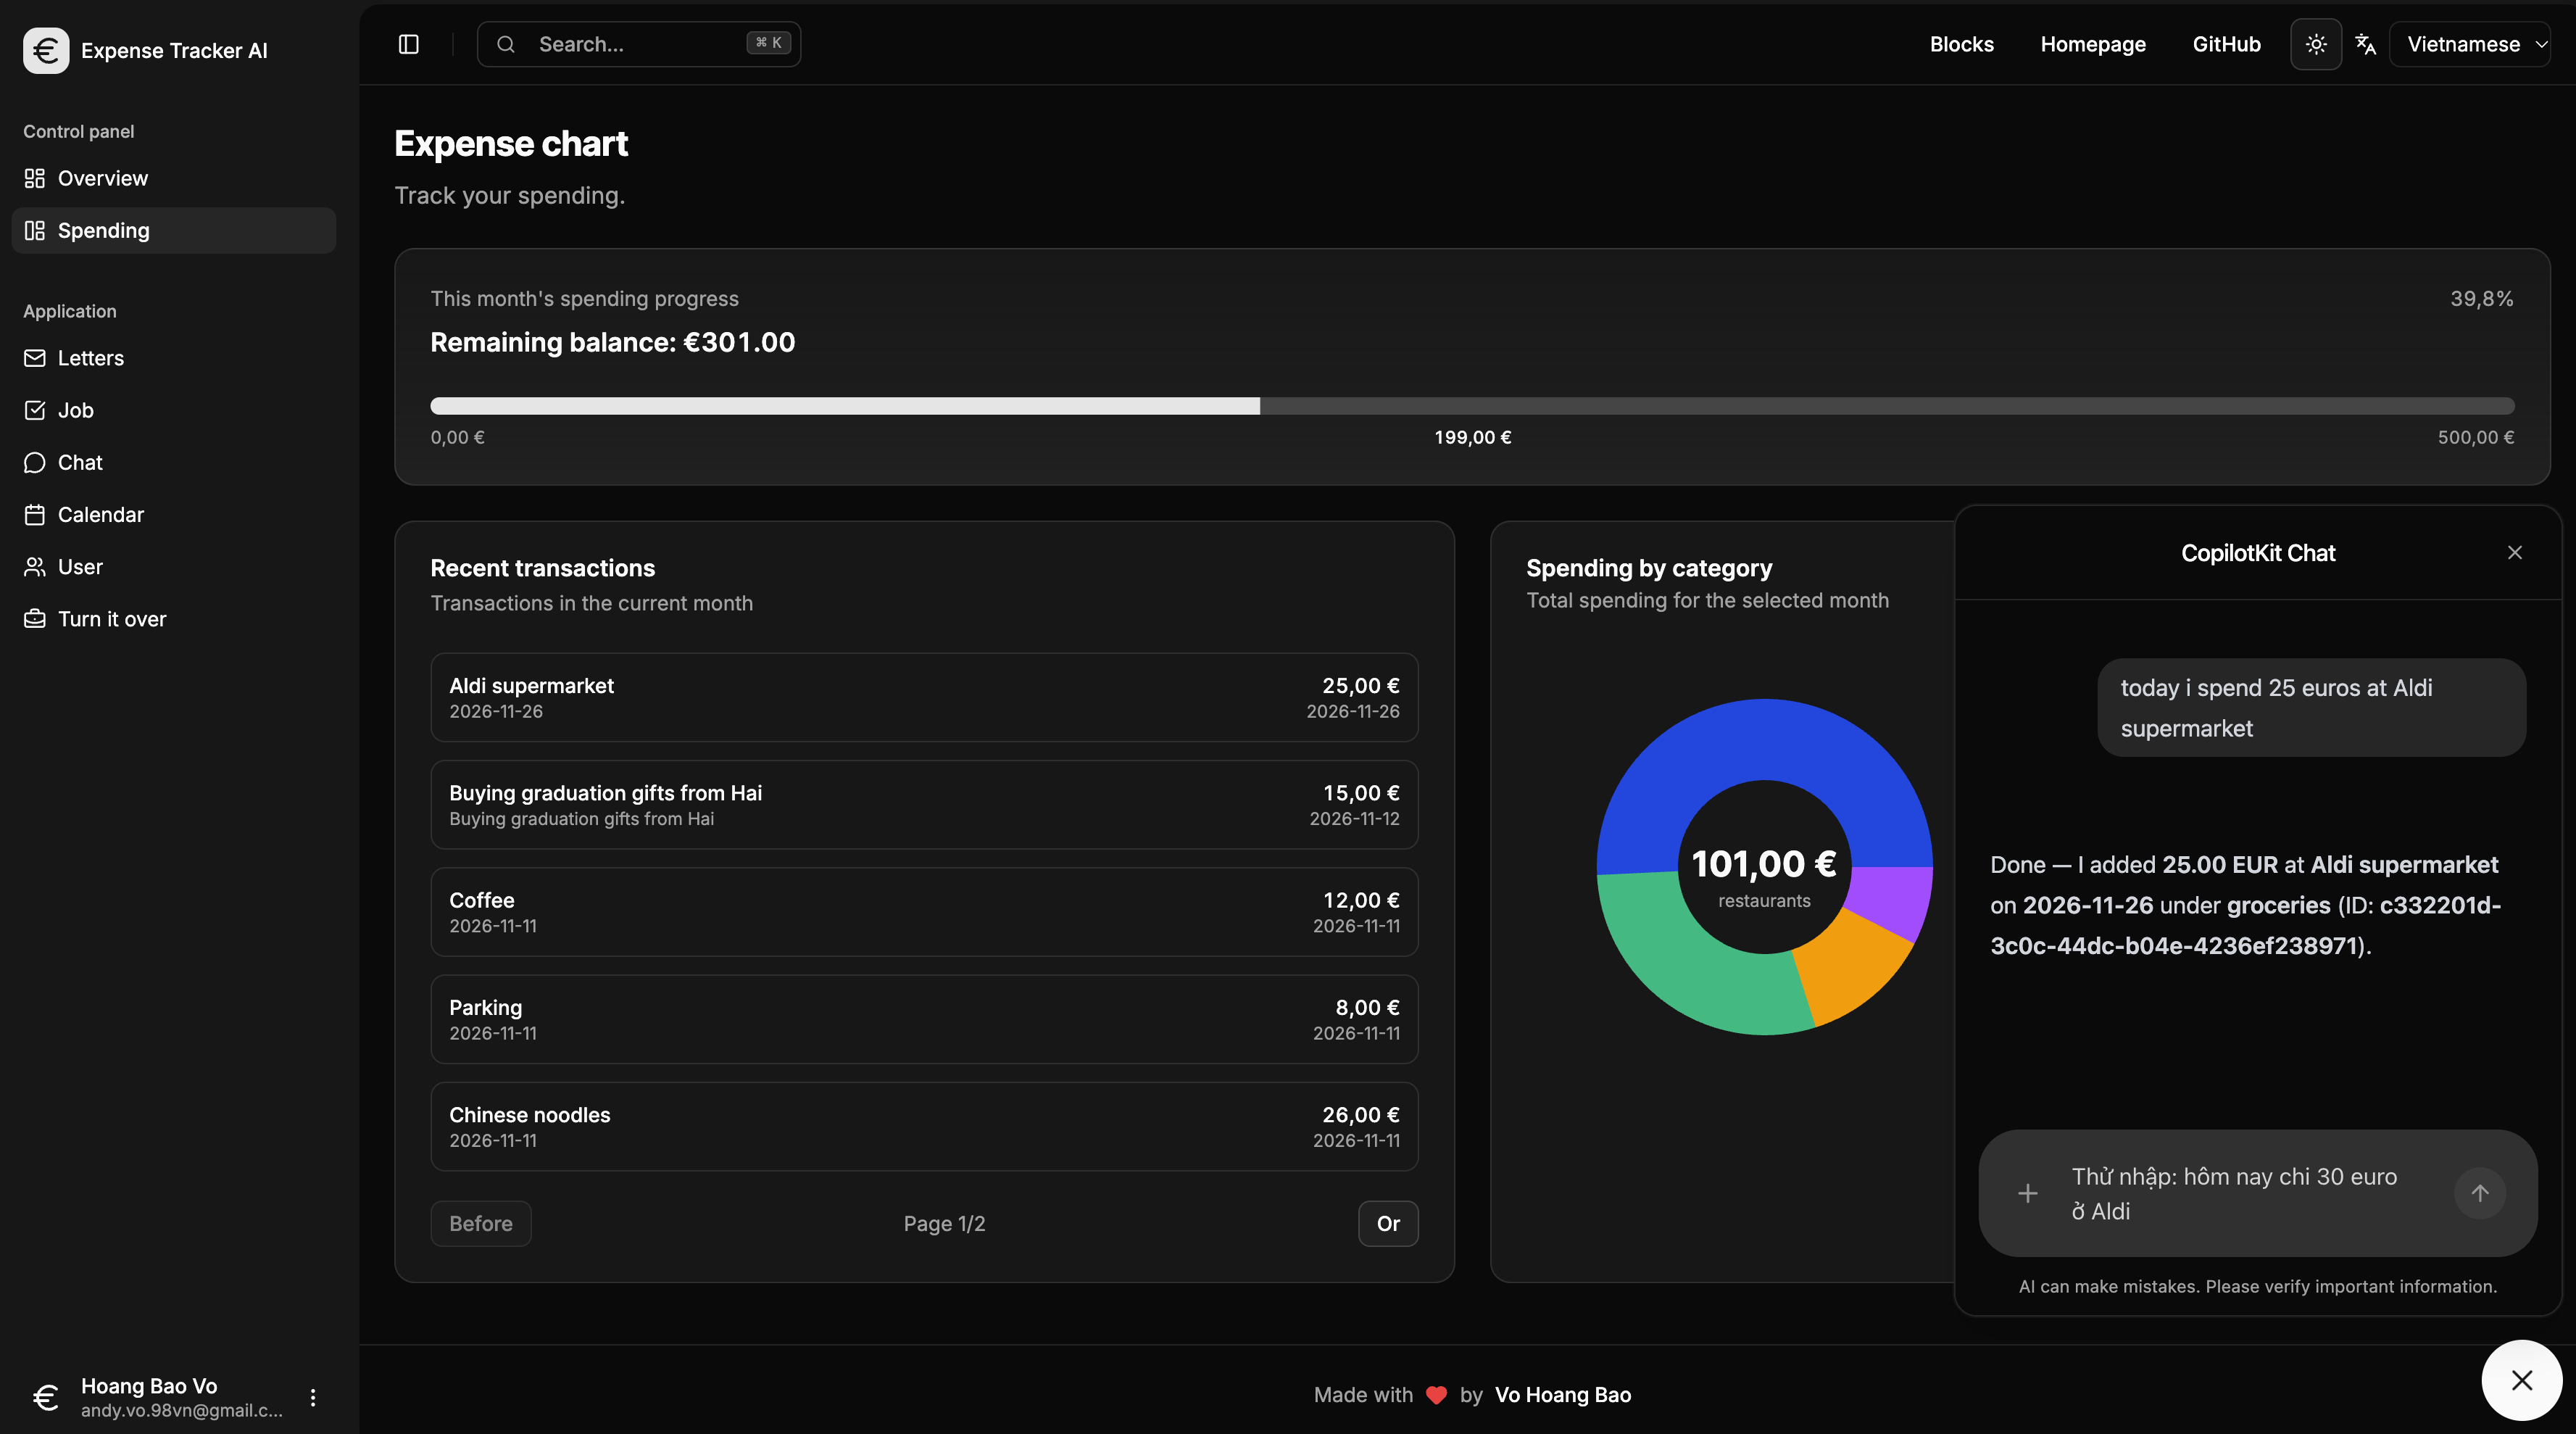 Expense Tracker AI
Control panel
Overview
Spending
Application
Letters
Job
Chat
Calendar
User
Turn it over
Hoang Bao Vo
andy.vo.98vn@gmail.c...
Search...
⌘ K
Blocks
Homepage
GitHub
Vietnamese
Expense chart
Track your spending.
This month's spending progress
39,8%
Remaining balance: €301.00
0,00 €
199,00 €
500,00 €
Recent transactions
Transactions in the current month
Aldi supermarket
25,00 €
2026-11-26
2026-11-26
Buying graduation gifts from Hai
15,00 €
Buying graduation gifts from Hai
2026-11-12
Coffee
12,00 €
2026-11-11
2026-11-11
Parking
8,00 €
2026-11-11
2026-11-11
Chinese noodles
26,00 €
2026-11-11
2026-11-11
Before
Page 1/2
Or
Spending by category
Total spending for the selected month
101,00 €
restaurants
CopilotKit Chat
today i spend 25 euros at Aldi
supermarket
Done — I added 25.00 EUR at Aldi supermarket
on 2026-11-26 under groceries (ID: c332201d-
3c0c-44dc-b04e-4236ef238971).
Thử nhập: hôm nay chi 30 euro
ở Aldi
AI can make mistakes. Please verify important information.
Made with ❤️ by Vo Hoang Bao